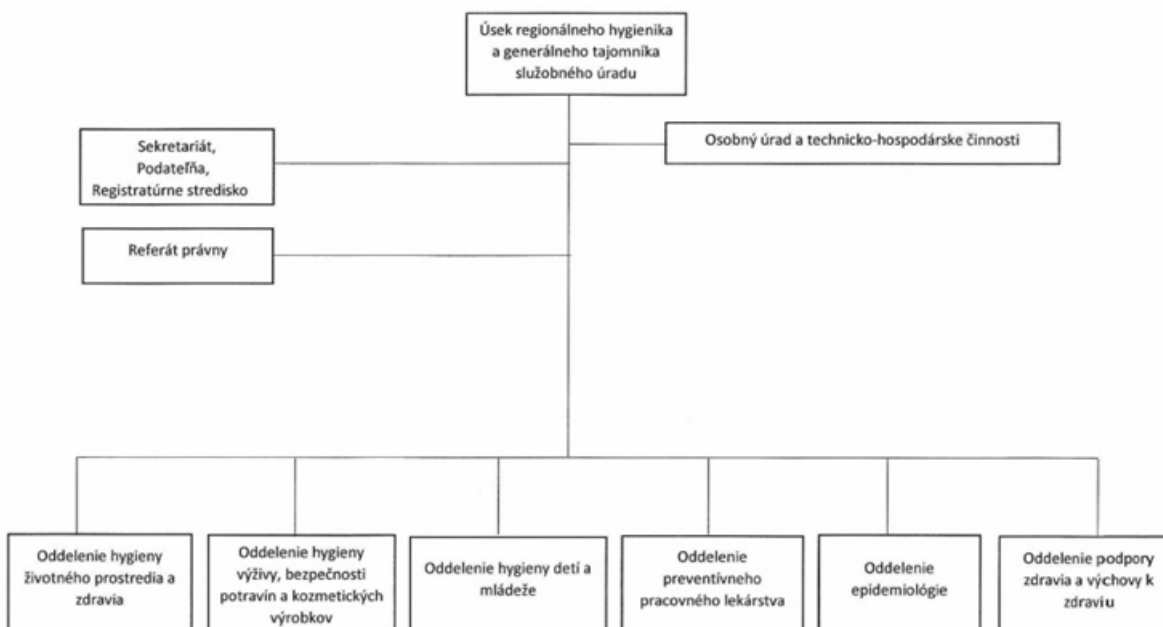 Úsek regionálneho hygienika
a generálneho tajomníka
služobného úradu
Sekretariát,
Podateľňa,
Registratúrne stredisko
Osobný úrad a technicko-hospodárske činnosti
Referát právny
Oddelenie hygieny
životného prostredia a
zdravia
Oddelenie hygieny
výživy, bezpečnosti
potravín a kozmetických
výrobkov
Oddelenie hygieny detí a
mládeže
Oddelenie
preventívneho
pracovného lekárstva
Oddelenie
epidemiológie
Oddelenie podpory
zdravia a výchovy k
zdraviu